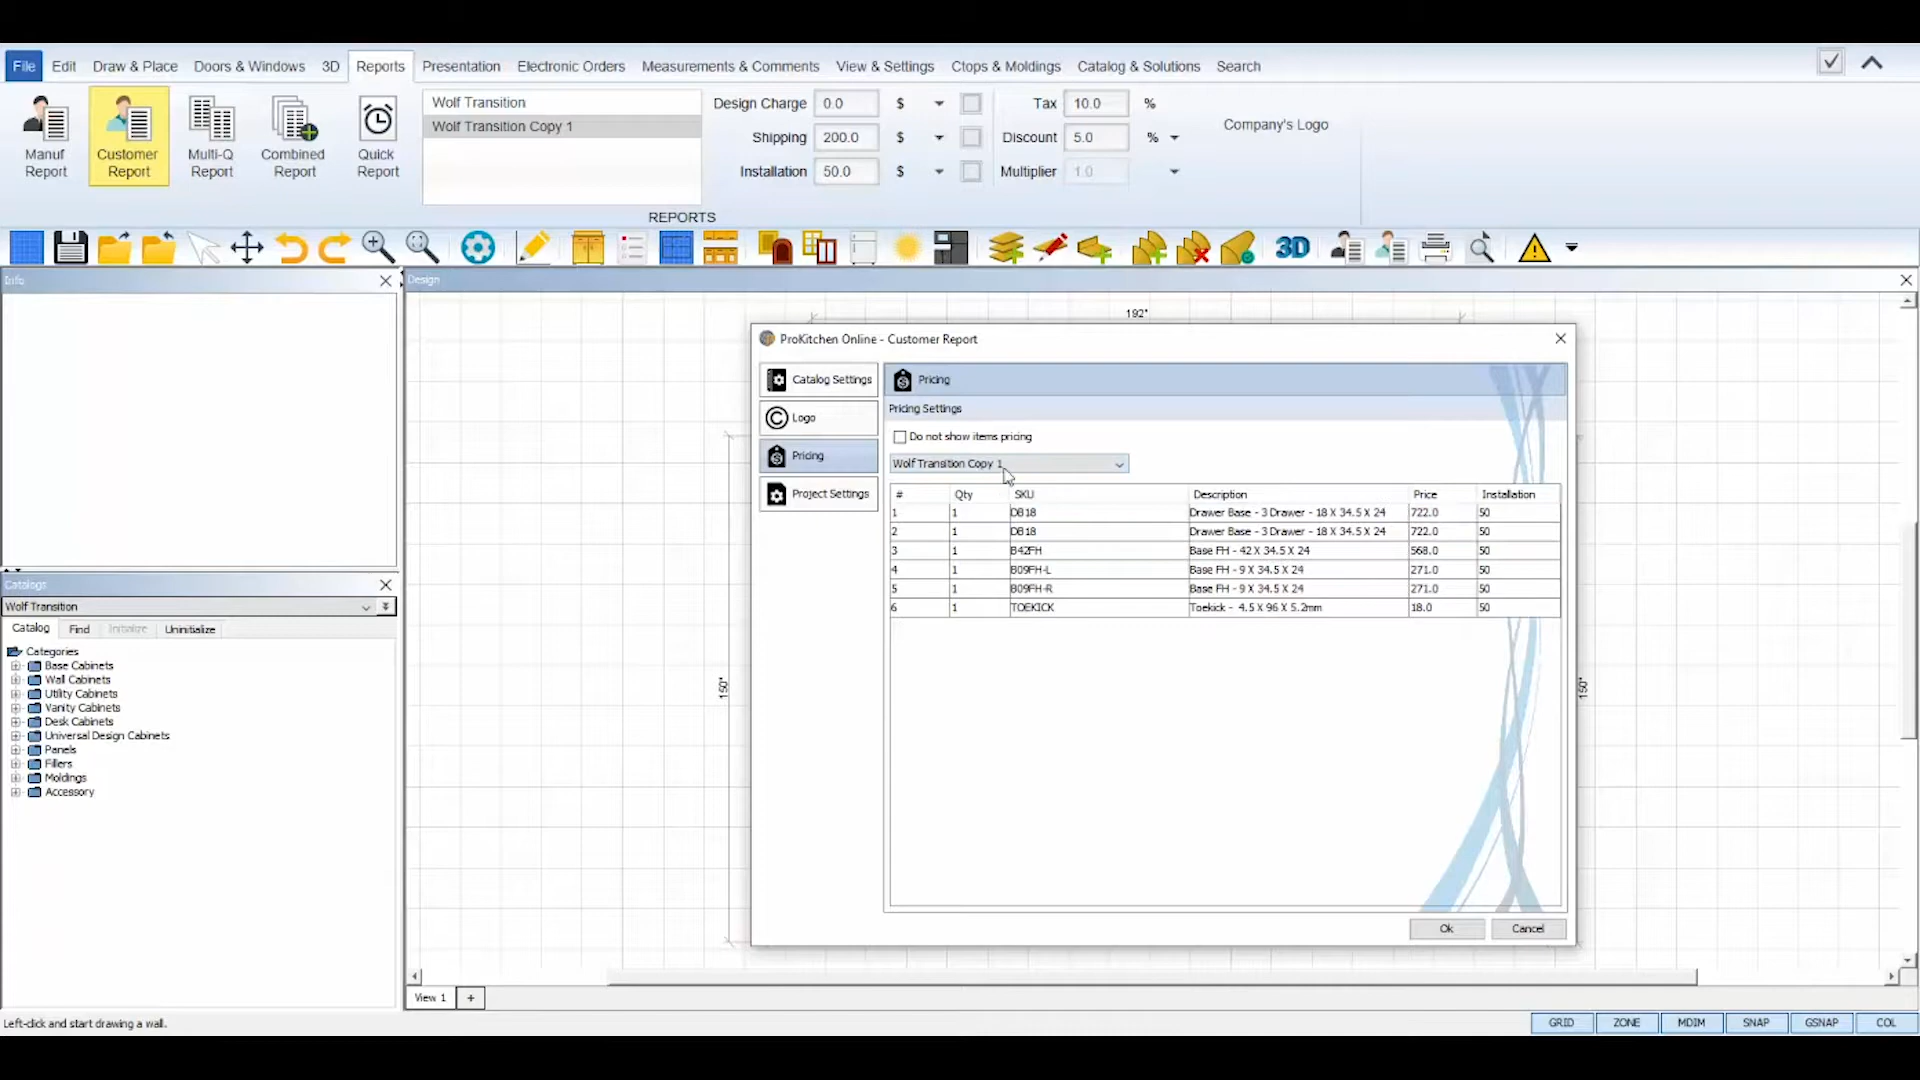 File Edit Draw & Place Doors & Windows 3D Reports Presentation Electronic Orders Measurements & Comments View & Settings Ctops & Moldings Catalog & Solutions Search
Manuf Report
Customer Report
Multi-Q Report
Combined Report
Quick Report
Wolf Transition
Wolf Transition Copy 1
Design Charge 0.0 $
Shipping 200.0 $
Installation 50.0 $
Tax 10.0 %
Discount 5.0 %
Multiplier 1.0
Company's Logo
REPORTS
3D
Info
Design
192"
150"
150"
ProKitchen Online - Customer Report
Catalog Settings
Logo
Pricing
Project Settings
Pricing
Pricing Settings
Do not show items pricing
Wolf Transition Copy 1
# Qty SKU Description Price Installation
1 1 DB18 Drawer Base - 3 Drawer - 18 X 34.5 X 24 722.0 50
2 1 DB18 Drawer Base - 3 Drawer - 18 X 34.5 X 24 722.0 50
3 1 B42FH Base FH - 42 X 34.5 X 24 568.0 50
4 1 B09FH-L Base FH - 9 X 34.5 X 24 271.0 50
5 1 B09FH-R Base FH - 9 X 34.5 X 24 271.0 50
6 1 TOEKICK Toekick - 4.5 X 96 X 5.2mm 18.0 50
Ok Cancel
Catalogs
Wolf Transition
Catalog Find Initialize Uninitialize
Categories
Base Cabinets
Wall Cabinets
Utility Cabinets
Vanity Cabinets
Desk Cabinets
Universal Design Cabinets
Panels
Fillers
Moldings
Accessory
View 1 +
Left-click and start drawing a wall.
GRID ZONE MDIM SNAP GSNAP COL